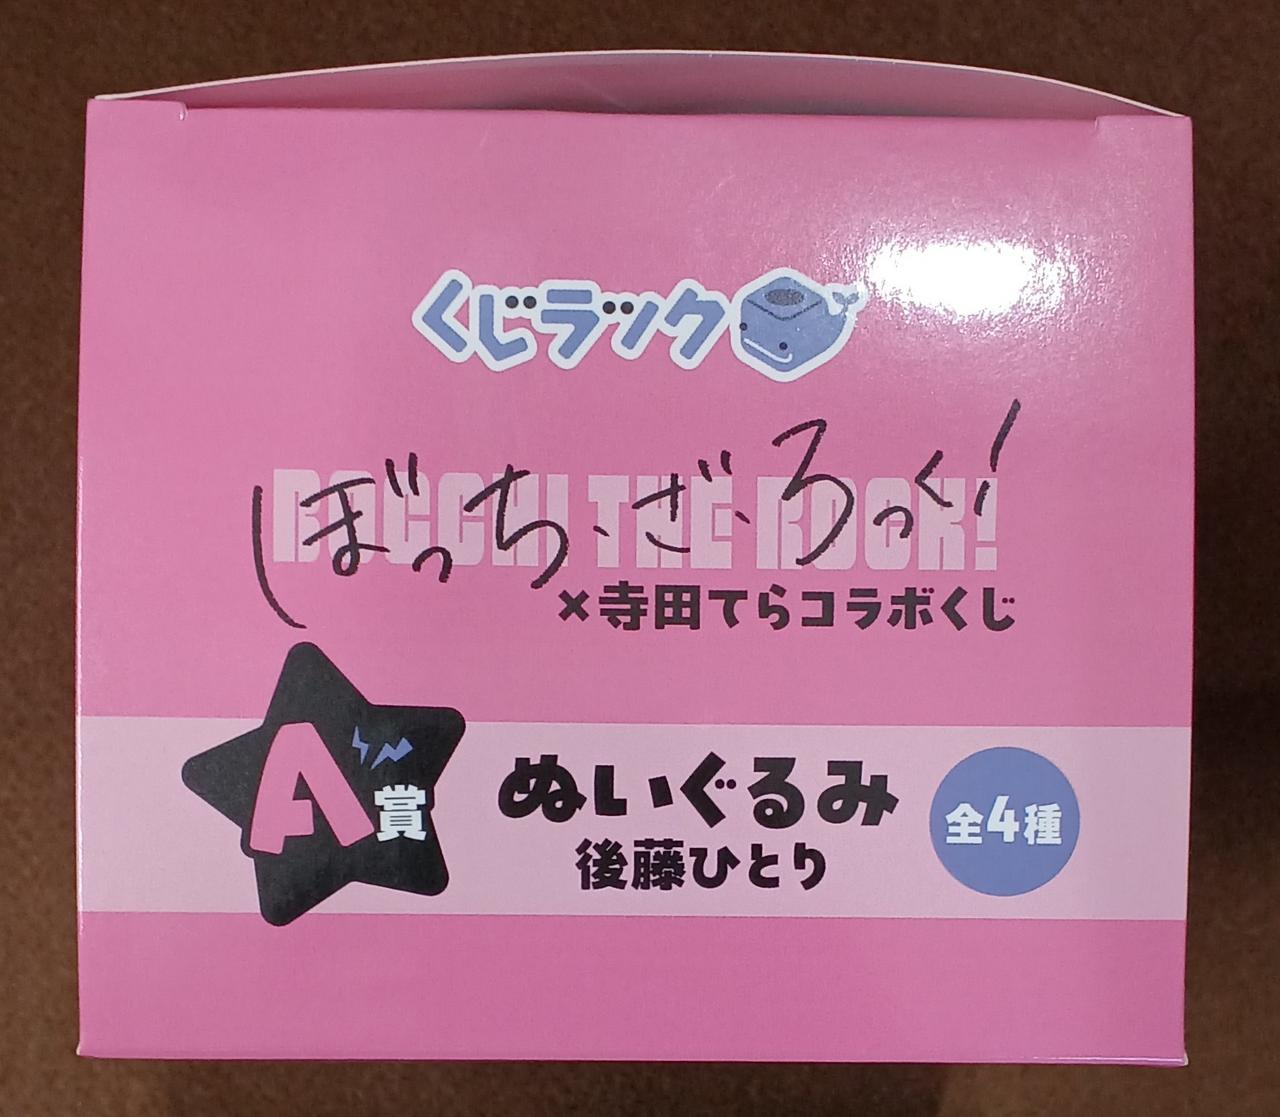 くじラック
BOCCHI THE ROCK!
ぼっち・ざ・ろっく!
×寺田てらコラボくじ
A賞
ぬいぐるみ
後藤ひとり
全4種